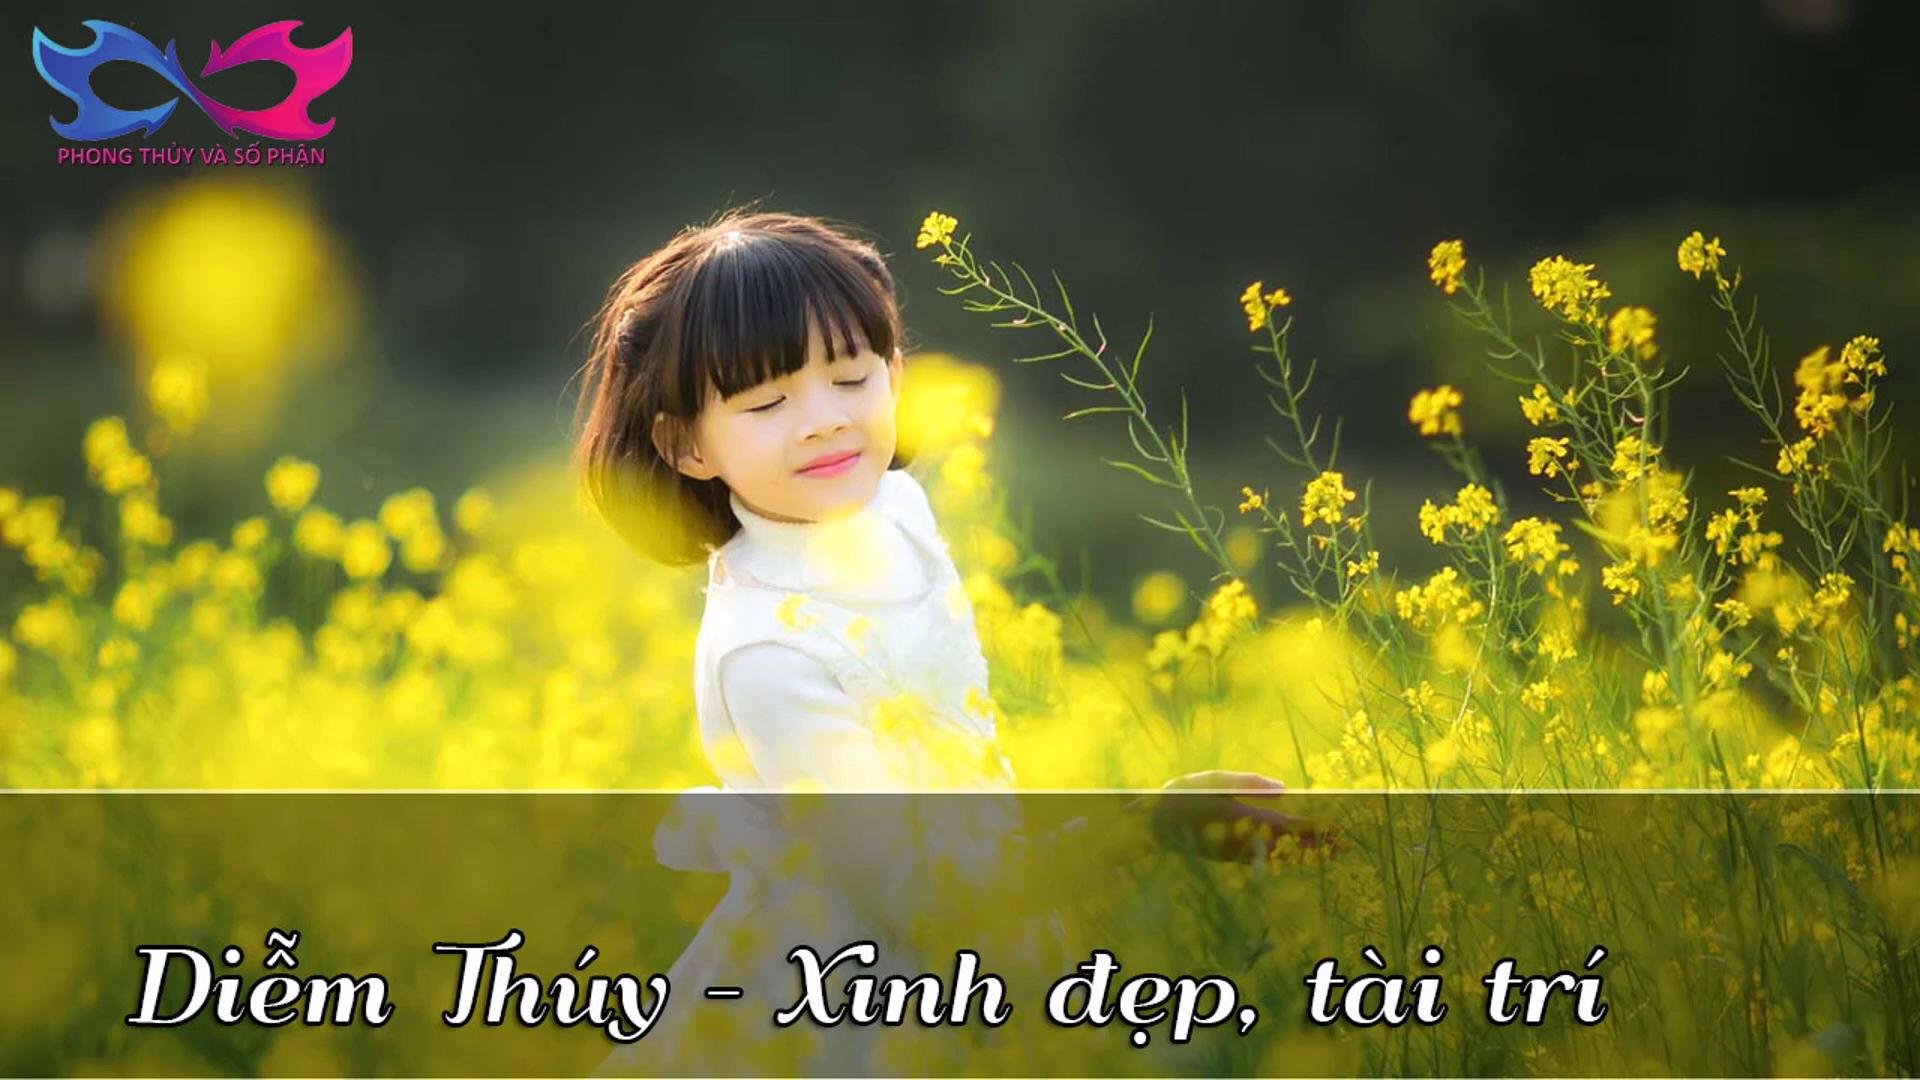 PHONG THỦY VÀ SỐ PHẬN
Diễm Thúy - Xinh đẹp, tài trí